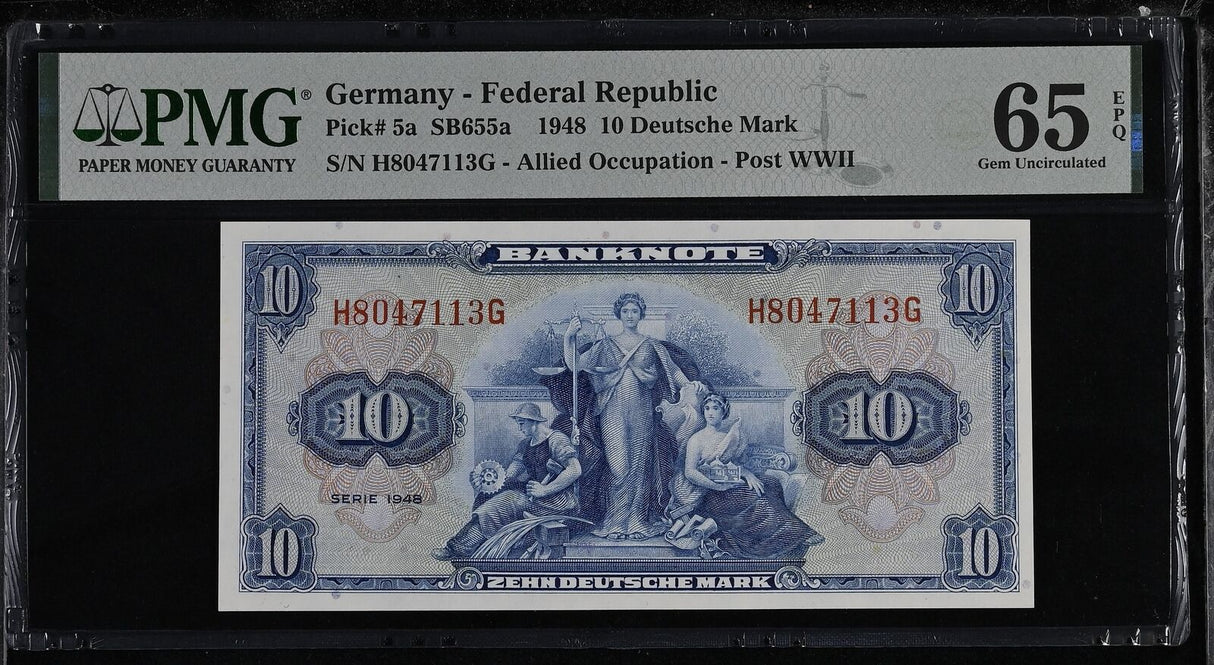 PMG®
PAPER MONEY GUARANTY
Germany - Federal Republic
Pick# 5a SB655a 1948 10 Deutsche Mark
S/N H8047113G - Allied Occupation - Post WWII
65
EPQ
Gem Uncirculated
BANKNOTE
10
10
H8047113G
H8047113G
10
10
SERIE 1948
10
10
ZEHN DEUTSCHE MARK